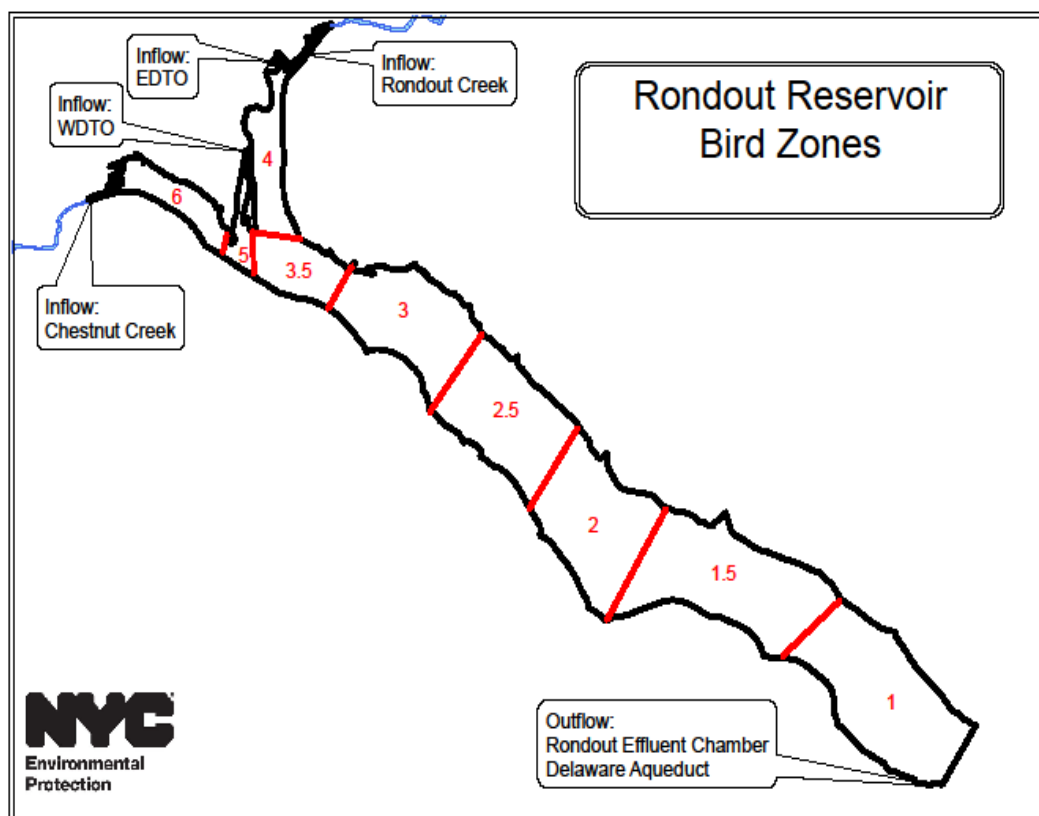 Rondout Reservoir
Bird Zones
Inflow:
EDTO
Inflow:
Rondout Creek
Inflow:
WDTO
4
6
5
3.5
3
Inflow:
Chestnut Creek
2.5
2
1.5
1
Outflow:
Rondout Effluent Chamber
Delaware Aqueduct
NYC
Environmental
Protection